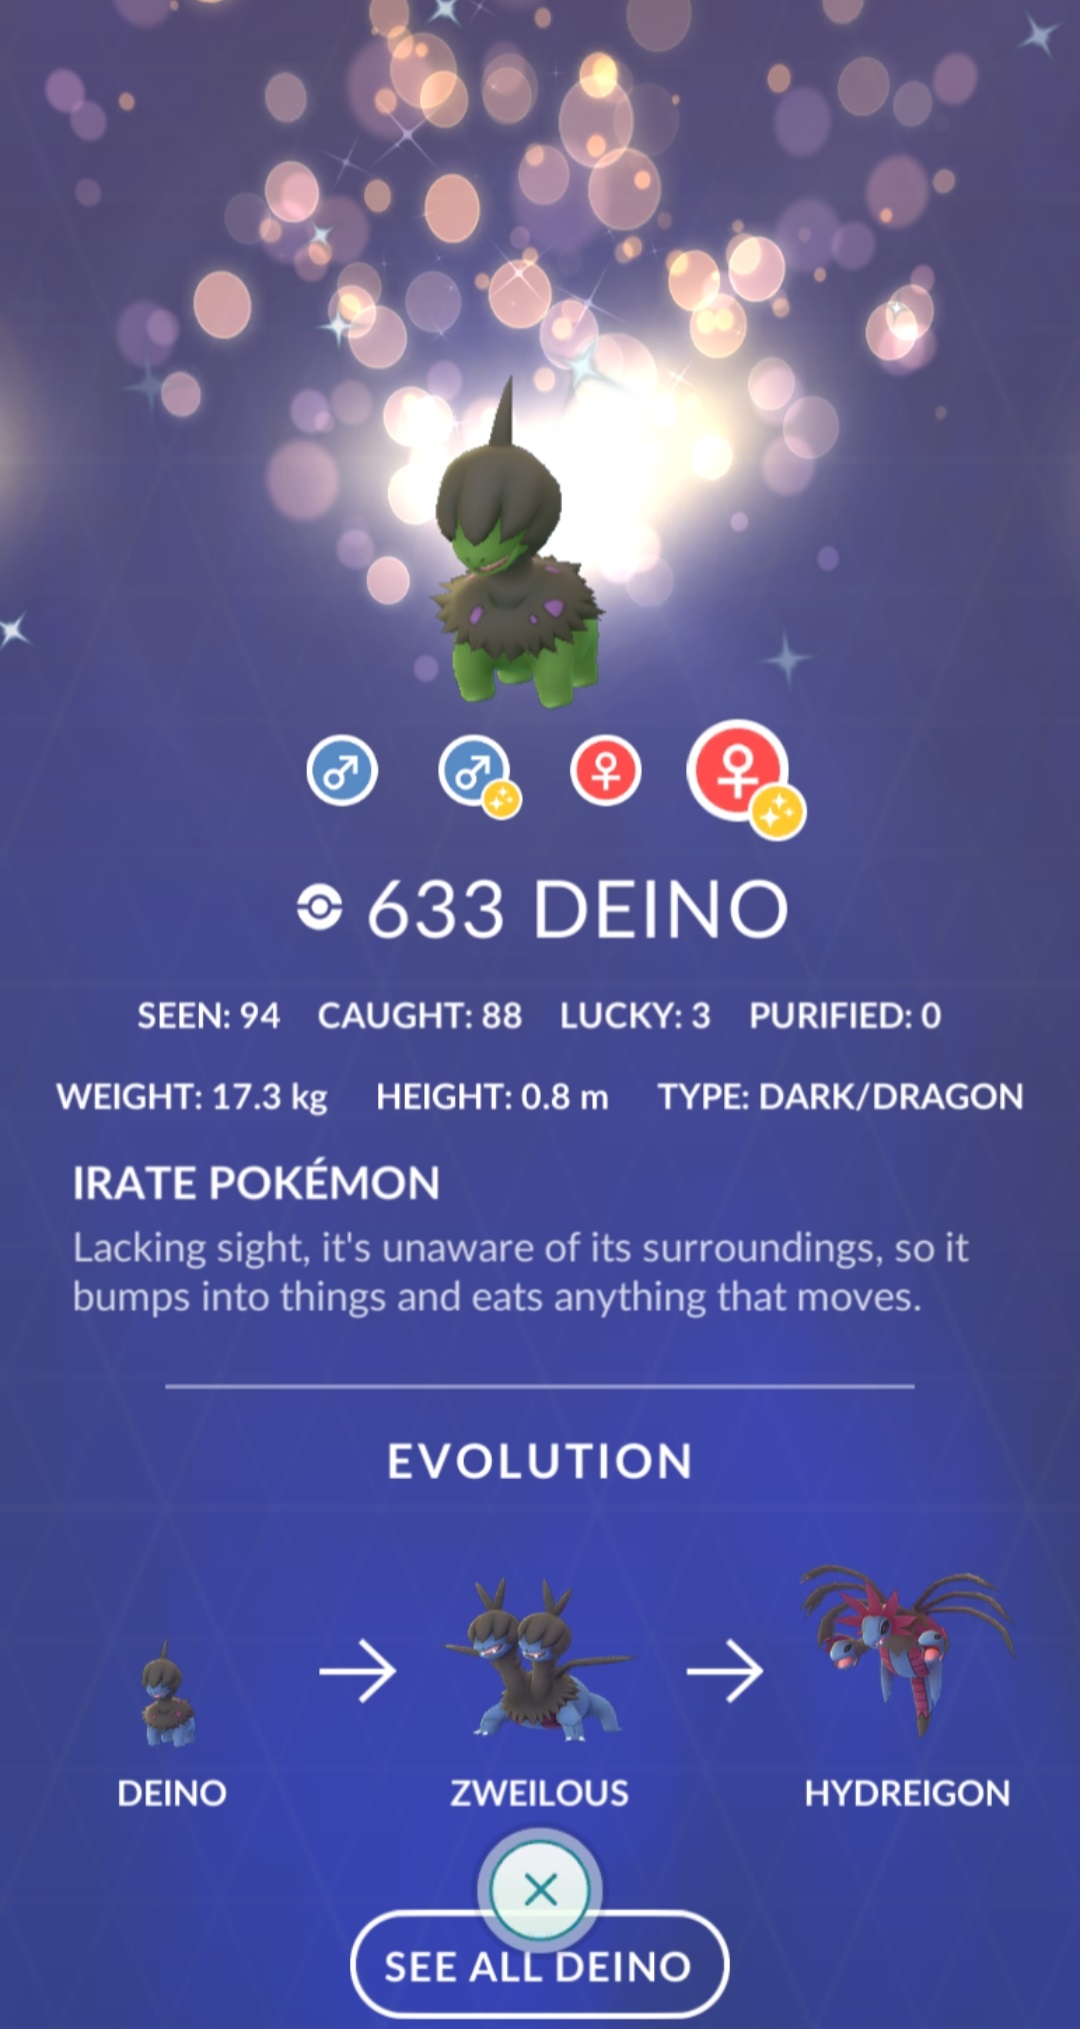 633 DEINO
SEEN: 94 CAUGHT: 88 LUCKY: 3 PURIFIED: 0
WEIGHT: 17.3 kg HEIGHT: 0.8 m TYPE: DARK/DRAGON
IRATE POKÉMON
Lacking sight, it's unaware of its surroundings, so it
bumps into things and eats anything that moves.
EVOLUTION
DEINO ZWEILOUS HYDREIGON
SEE ALL DEINO